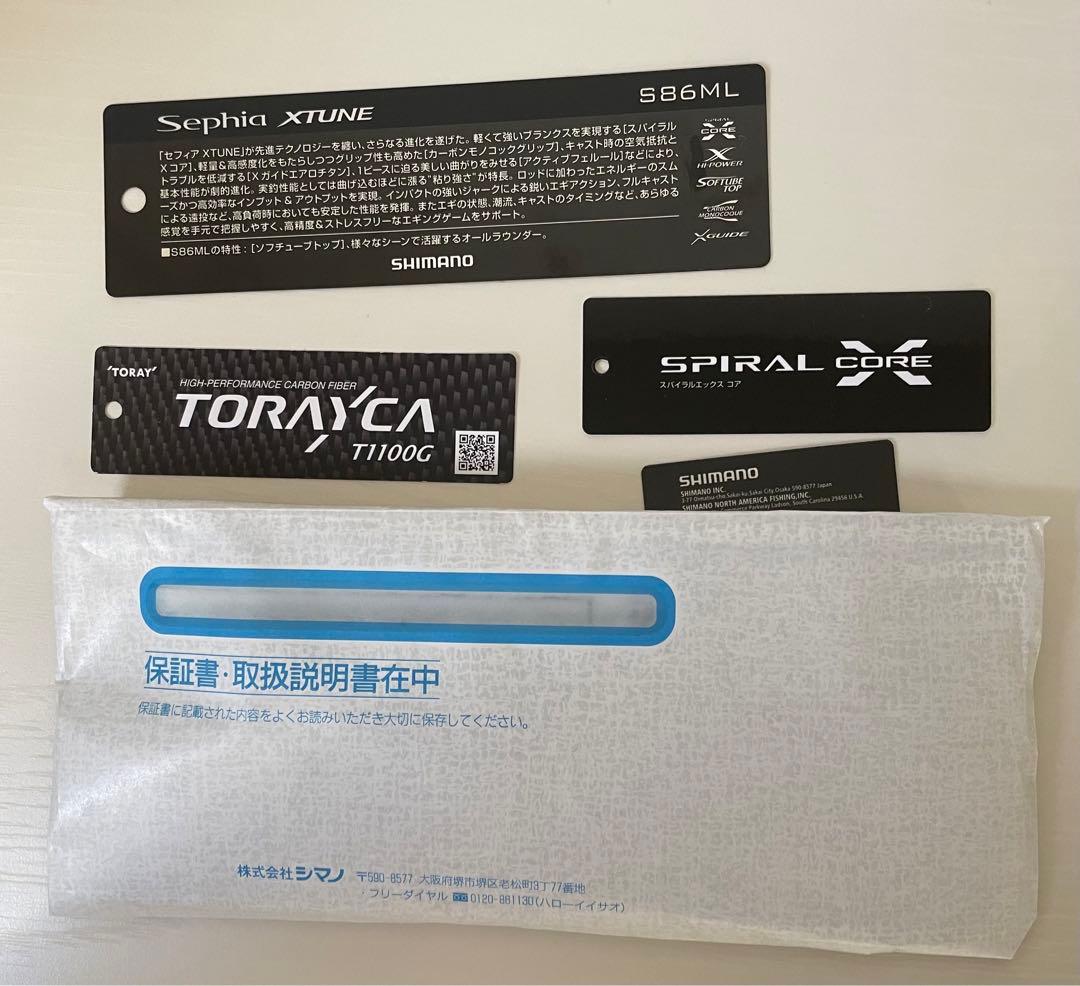 Sephia XTUNE
S86ML
「セフィア XTUNE」が先進テクノロジーを纏い、さらなる進化を遂げた。軽くて強いブランクスを実現する[スパイラル
Xコア]、軽量&高感度化をもたらしつつグリップ性も高めた[カーボンモノコックグリップ]、キャスト時の空気抵抗と
トラブルを低減する[Xガイドエアロチタン]、1ピースに迫る美しい曲がりをみせる[アクティブフェルール]などにより、
基本性能が劇的進化。実釣性能としては曲げ込むほどに漲る"粘り強さ"が特長。ロッドに加わったエネルギーのスム
ーズかつ高効率なインプット&アウトプットを実現。インパクトの強いジャークによる鋭いエギアクション、フルキャスト
による遠投など、高負荷時においても安定した性能を発揮。またエギの状態、潮流、キャストのタイミングなど、あらゆる
感覚を手元で把握しやすく、高精度&ストレスフリーなエギングゲームをサポート。
■S86MLの特性:[ソフチューブトップ]、様々なシーンで活躍するオールラウンダー。
SHIMANO
SPIRAL
X
CORE
X
HI-POWER
SOFTUBE
TOP
CARBON
MONOCOQUE
XGUIDE
SPIRAL X CORE
スパイラルエックス コア
'TORAY'
HIGH-PERFORMANCE CARBON FIBER
TORAYCA
T1100G
SHIMANO
SHIMANO INC.
3-77 Oimatsu-cho, Sakai-ku, Sakai City, Osaka 590-8577 Japan
SHIMANO NORTH AMERICA FISHING,INC.
Commerce Parkway Ladson, South Carolina 29456 U.S.A.
保証書・取扱説明書在中
保証書に記載された内容をよくお読みいただき大切に保存してください。
株式会社シマノ 〒590-8577 大阪府堺市堺区老松町3丁77番地
・フリーダイヤル 0120-861130(ハローイイサオ)